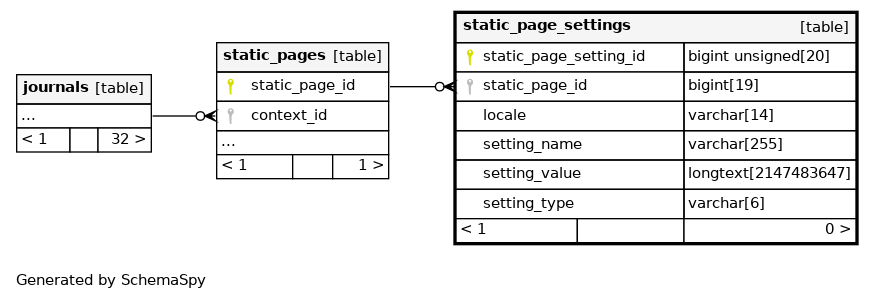 journals [table]
...
< 1 32 >
static_pages [table]
static_page_id
context_id
...
< 1 1 >
static_page_settings [table]
static_page_setting_id bigint unsigned[20]
static_page_id bigint[19]
locale varchar[14]
setting_name varchar[255]
setting_value longtext[2147483647]
setting_type varchar[6]
< 1 0 >
Generated by SchemaSpy